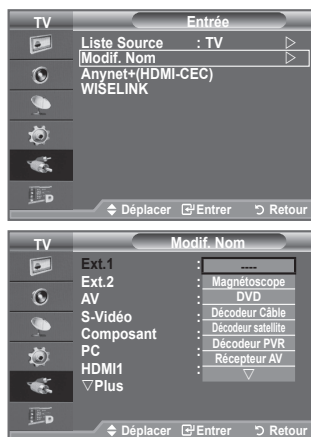 TV Entrée
Liste Source : TV ▷
Modif. Nom ▷
Anynet+(HDMI-CEC)
WISELINK
Déplacer Entrer Retour
TV Modif. Nom
Ext.1 : ----
Ext.2 : Magnétoscope
AV : DVD
S-Vidéo : Décodeur Câble
Composant : Décodeur satellite
PC : Décodeur PVR
HDMI1 : Récepteur AV
▽Plus ▽
Déplacer Entrer Retour